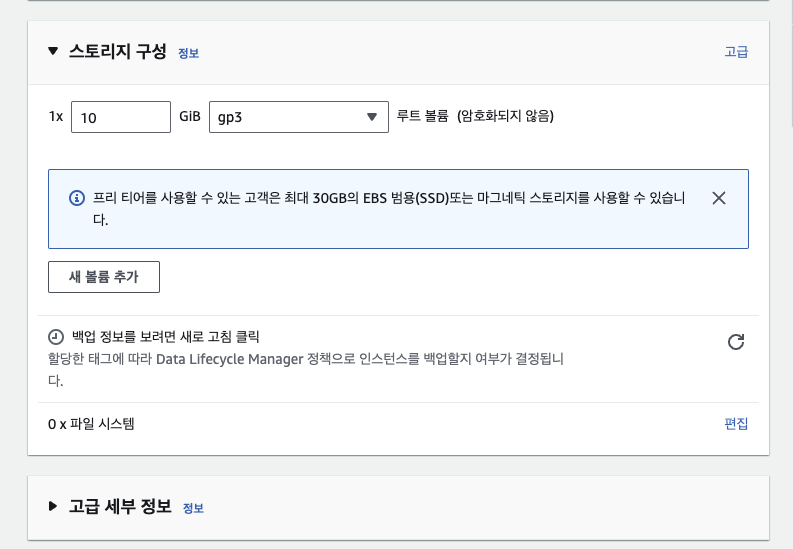 스토리지 구성 정보 고급
1x 10 GiB gp3 루트 볼륨 (암호화되지 않음)
프리 티어를 사용할 수 있는 고객은 최대 30GB의 EBS 범용(SSD)또는 마그네틱 스토리지를 사용할 수 있습니
다.
새 볼륨 추가
백업 정보를 보려면 새로 고침 클릭
할당한 태그에 따라 Data Lifecycle Manager 정책으로 인스턴스를 백업할지 여부가 결정됩니
다.
0 x 파일 시스템 편집
고급 세부 정보 정보